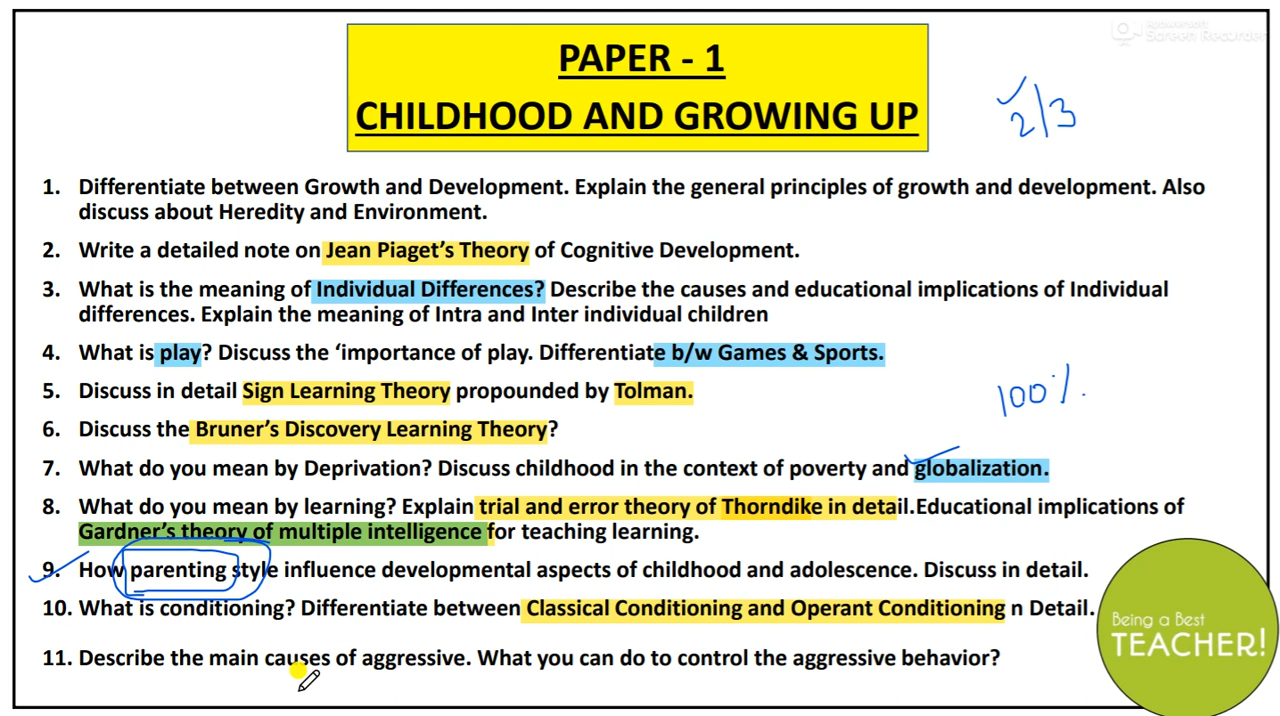 PAPER - 1
CHILDHOOD AND GROWING UP
Apowersoft
Screen Recorder
2/3
1. Differentiate between Growth and Development. Explain the general principles of growth and development. Also
discuss about Heredity and Environment.
2. Write a detailed note on Jean Piaget's Theory of Cognitive Development.
3. What is the meaning of Individual Differences? Describe the causes and educational implications of Individual
differences. Explain the meaning of Intra and Inter individual children
4. What is play? Discuss the ‘importance of play. Differentiate b/w Games & Sports.
5. Discuss in detail Sign Learning Theory propounded by Tolman.
100%.
6. Discuss the Bruner's Discovery Learning Theory?
7. What do you mean by Deprivation? Discuss childhood in the context of poverty and globalization.
8. What do you mean by learning? Explain trial and error theory of Thorndike in detail.Educational implications of
Gardner's theory of multiple intelligence for teaching learning.
9. How parenting style influence developmental aspects of childhood and adolescence. Discuss in detail.
10. What is conditioning? Differentiate between Classical Conditioning and Operant Conditioning n Detail.
11. Describe the main causes of aggressive. What you can do to control the aggressive behavior?
Being a Best
TEACHER!